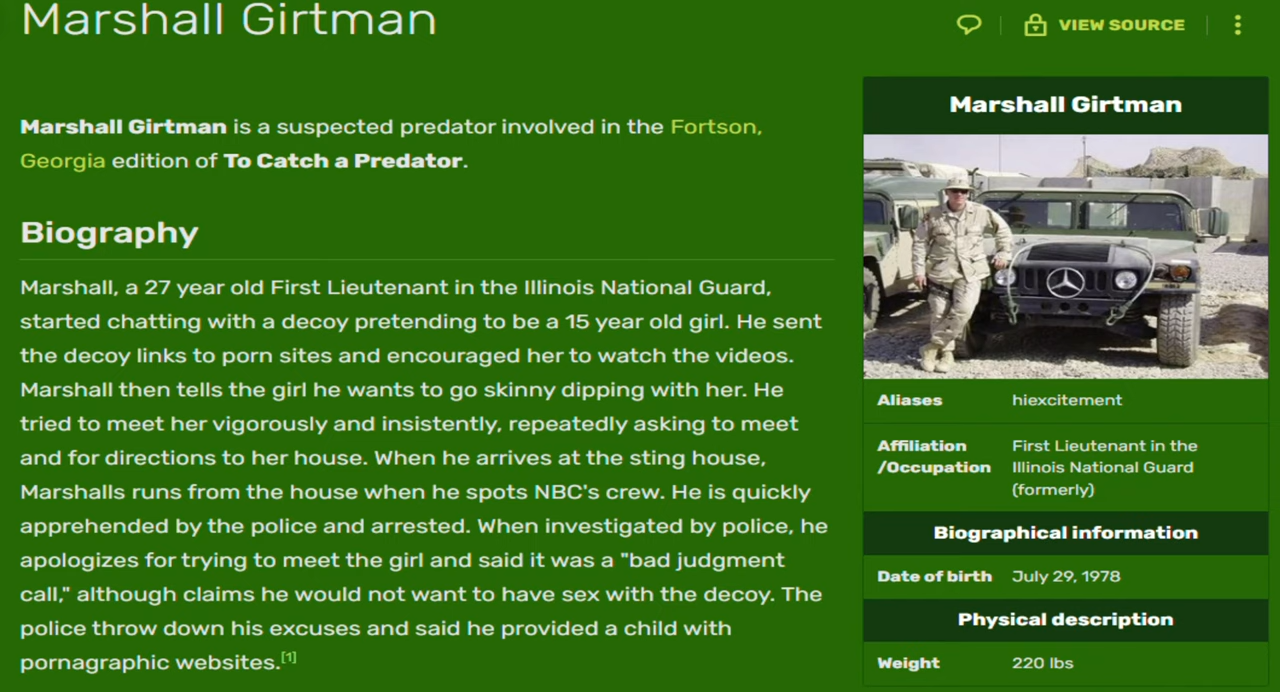 Marshall Girtman
VIEW SOURCE
Marshall Girtman is a suspected predator involved in the Fortson,
Georgia edition of To Catch a Predator.
Biography
Marshall, a 27 year old First Lieutenant in the Illinois National Guard,
started chatting with a decoy pretending to be a 15 year old girl. He sent
the decoy links to porn sites and encouraged her to watch the videos.
Marshall then tells the girl he wants to go skinny dipping with her. He
tried to meet her vigorously and insistently, repeatedly asking to meet
and for directions to her house. When he arrives at the sting house,
Marshalls runs from the house when he spots NBC's crew. He is quickly
apprehended by the police and arrested. When investigated by police, he
apologizes for trying to meet the girl and said it was a "bad judgment
call," although claims he would not want to have sex with the decoy. The
police throw down his excuses and said he provided a child with
pornagraphic websites.[1]
Marshall Girtman
Aliases hiexcitement
Affiliation /Occupation First Lieutenant in the
Illinois National Guard
(formerly)
Biographical information
Date of birth July 29, 1978
Physical description
Weight 220 lbs